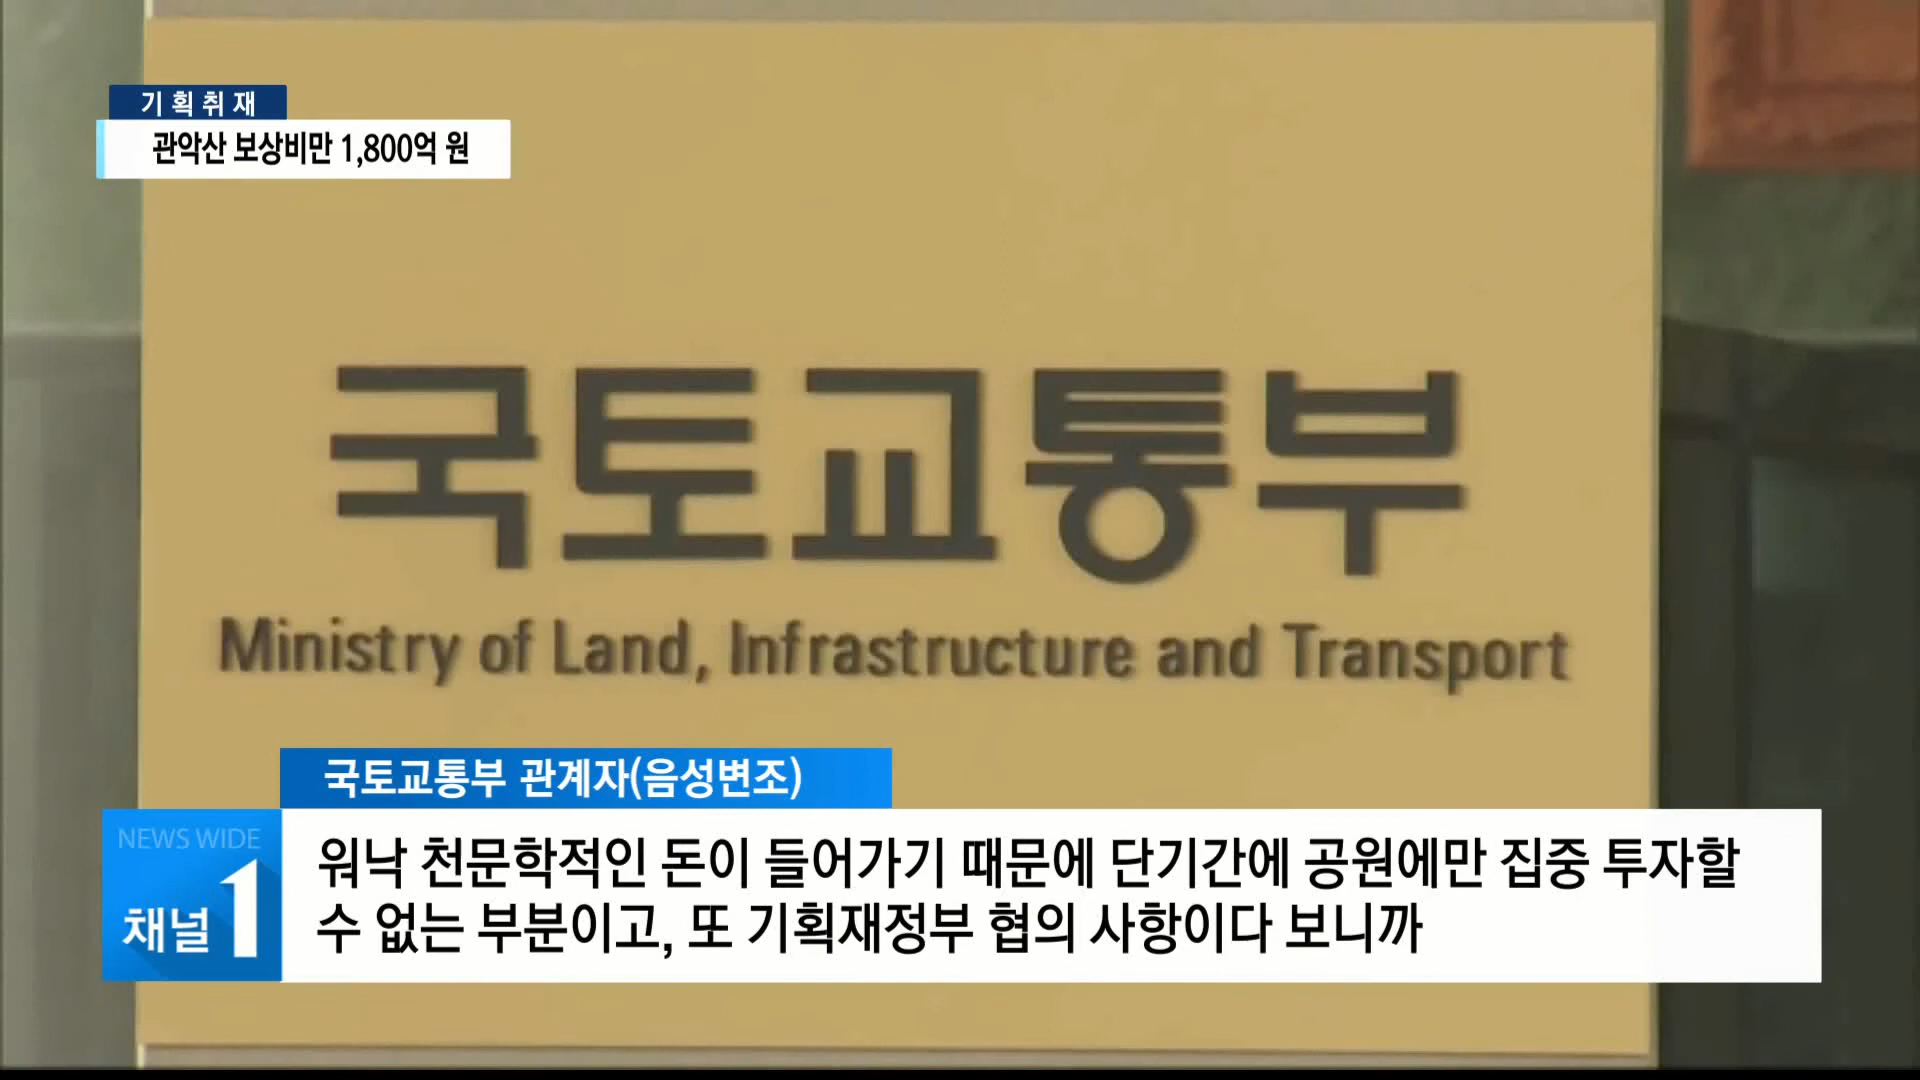 기획취재
관악산 보상비만 1,800억 원
국토교통부
Ministry of Land, Infrastructure and Transport
국토교통부 관계자(음성변조)
NEWS WIDE
채널1
워낙 천문학적인 돈이 들어가기 때문에 단기간에 공원에만 집중 투자할
수 없는 부분이고, 또 기획재정부 협의 사항이다 보니까